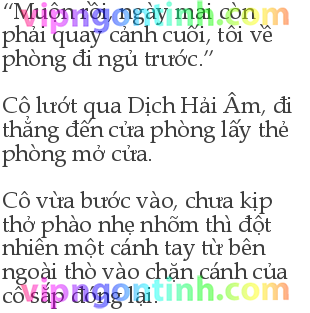 vipngontinh.com
“Muộn rồi, ngày mai còn
phải quay cảnh cuối, tôi về
phòng đi ngủ trước.”
Cô lướt qua Dịch Hải Âm, đi
thẳng đến cửa phòng lấy thẻ
phòng mở cửa.
Cô vừa bước vào, chưa kịp
thở phào nhẹ nhõm thì đột
nhiên một cánh tay từ bên
ngoài thò vào chặn cánh của
cô sắp đóng lại.
vipngontinh.com